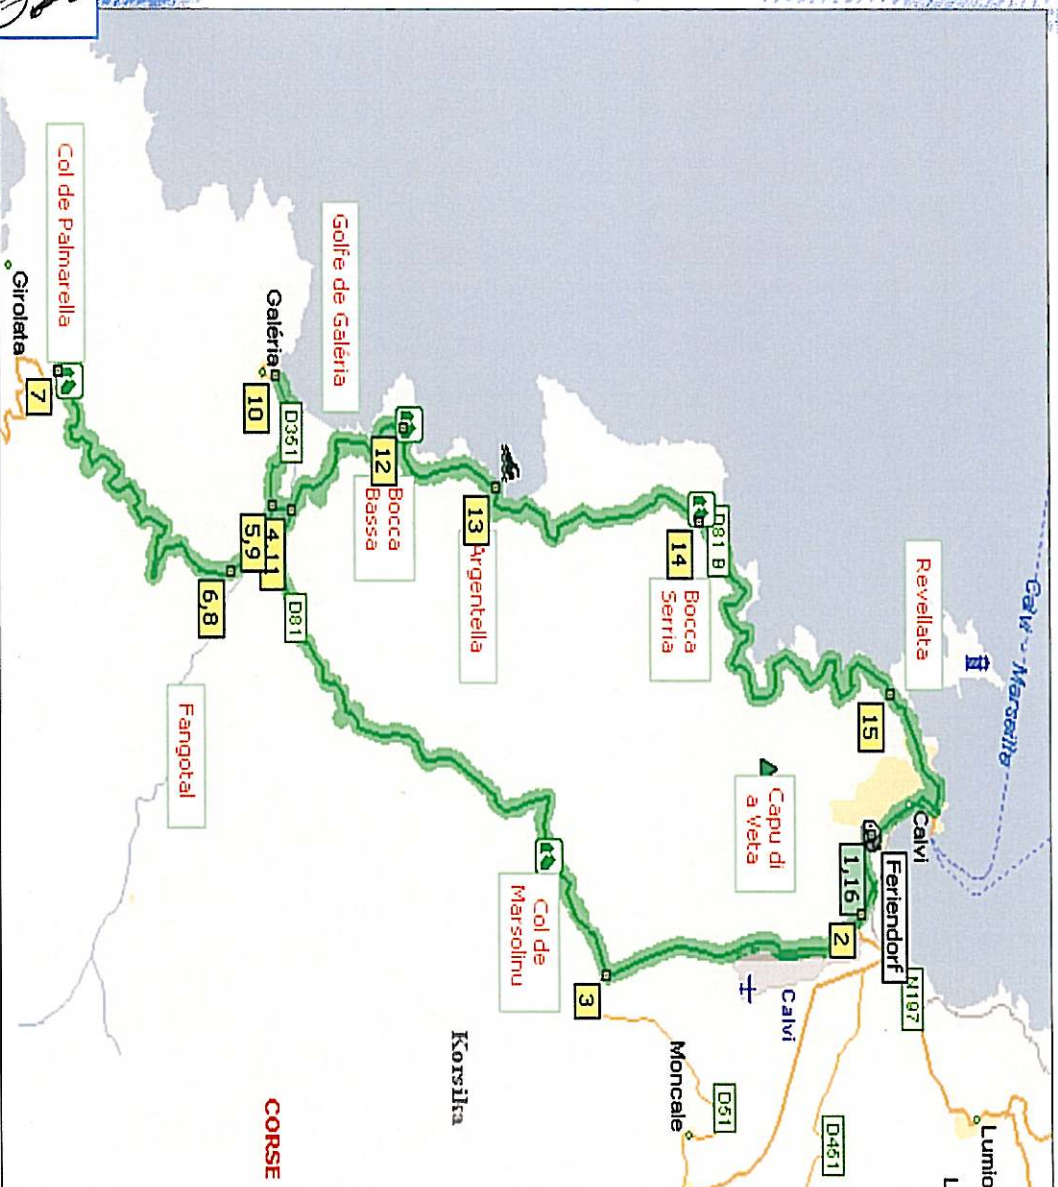 Calvi - Marseille
Revellata
15
Calvi
Feriendorf
1,16
2
N197
Lumio
L
Capu di
a Veta
Calvi
D451
D51
Moncale
3
Col de
Marsolinu
Korsika
CORSE
D81 B
14
Bocca
Serria
13
Argentella
12
Bocca
Bassa
Golfe de Galéria
Galéria
10
D351
4,11
5,9
D81
6,8
Fangotal
Col de Palmarella
7
Girolata